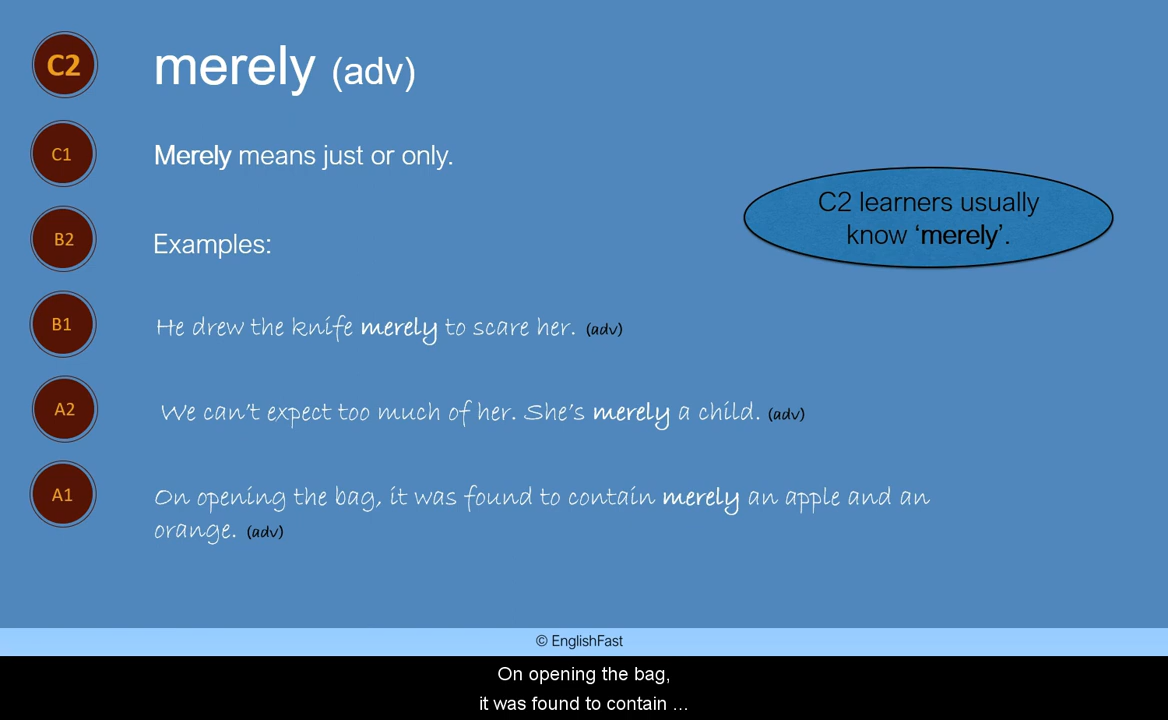 C2
merely (adv)
C1
Merely means just or only.
C2 learners usually
know ‘merely’.
B2
Examples:
B1
He drew the knife merely to scare her. (adv)
A2
We can't expect too much of her. She's merely a child. (adv)
A1
On opening the bag, it was found to contain merely an apple and an
orange. (adv)
© EnglishFast
On opening the bag,
it was found to contain ...